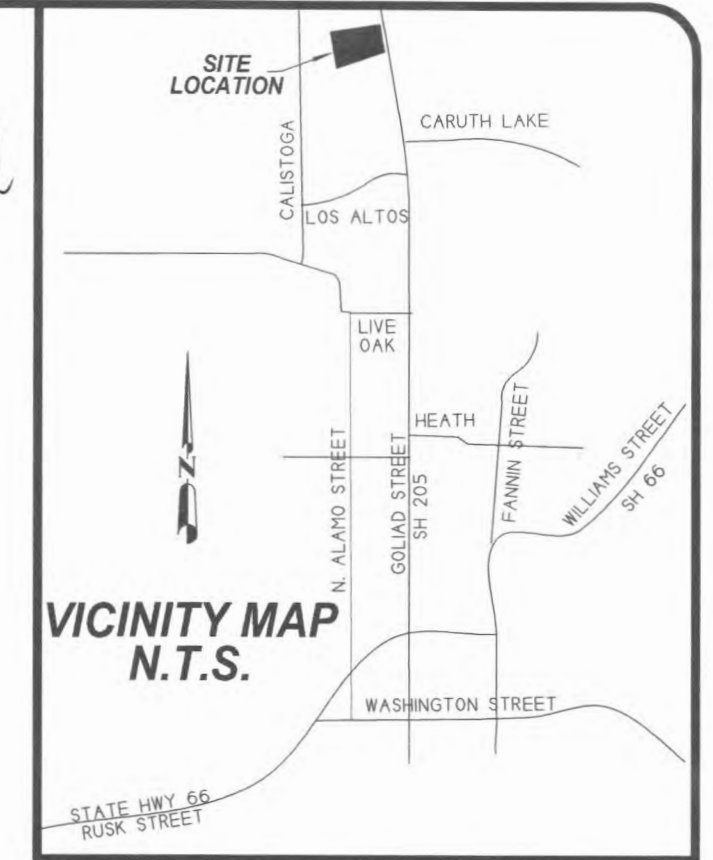 SITE
LOCATION
CALISTOGA
CARUTH LAKE
LOS ALTOS
LIVE
OAK
HEATH
N. ALAMO STREET
GOLIAD STREET
SH 205
FANNIN STREET
WILLIAMS STREET
SH 66
N
VICINITY MAP
N.T.S.
WASHINGTON STREET
STATE HWY 66
RUSK STREET